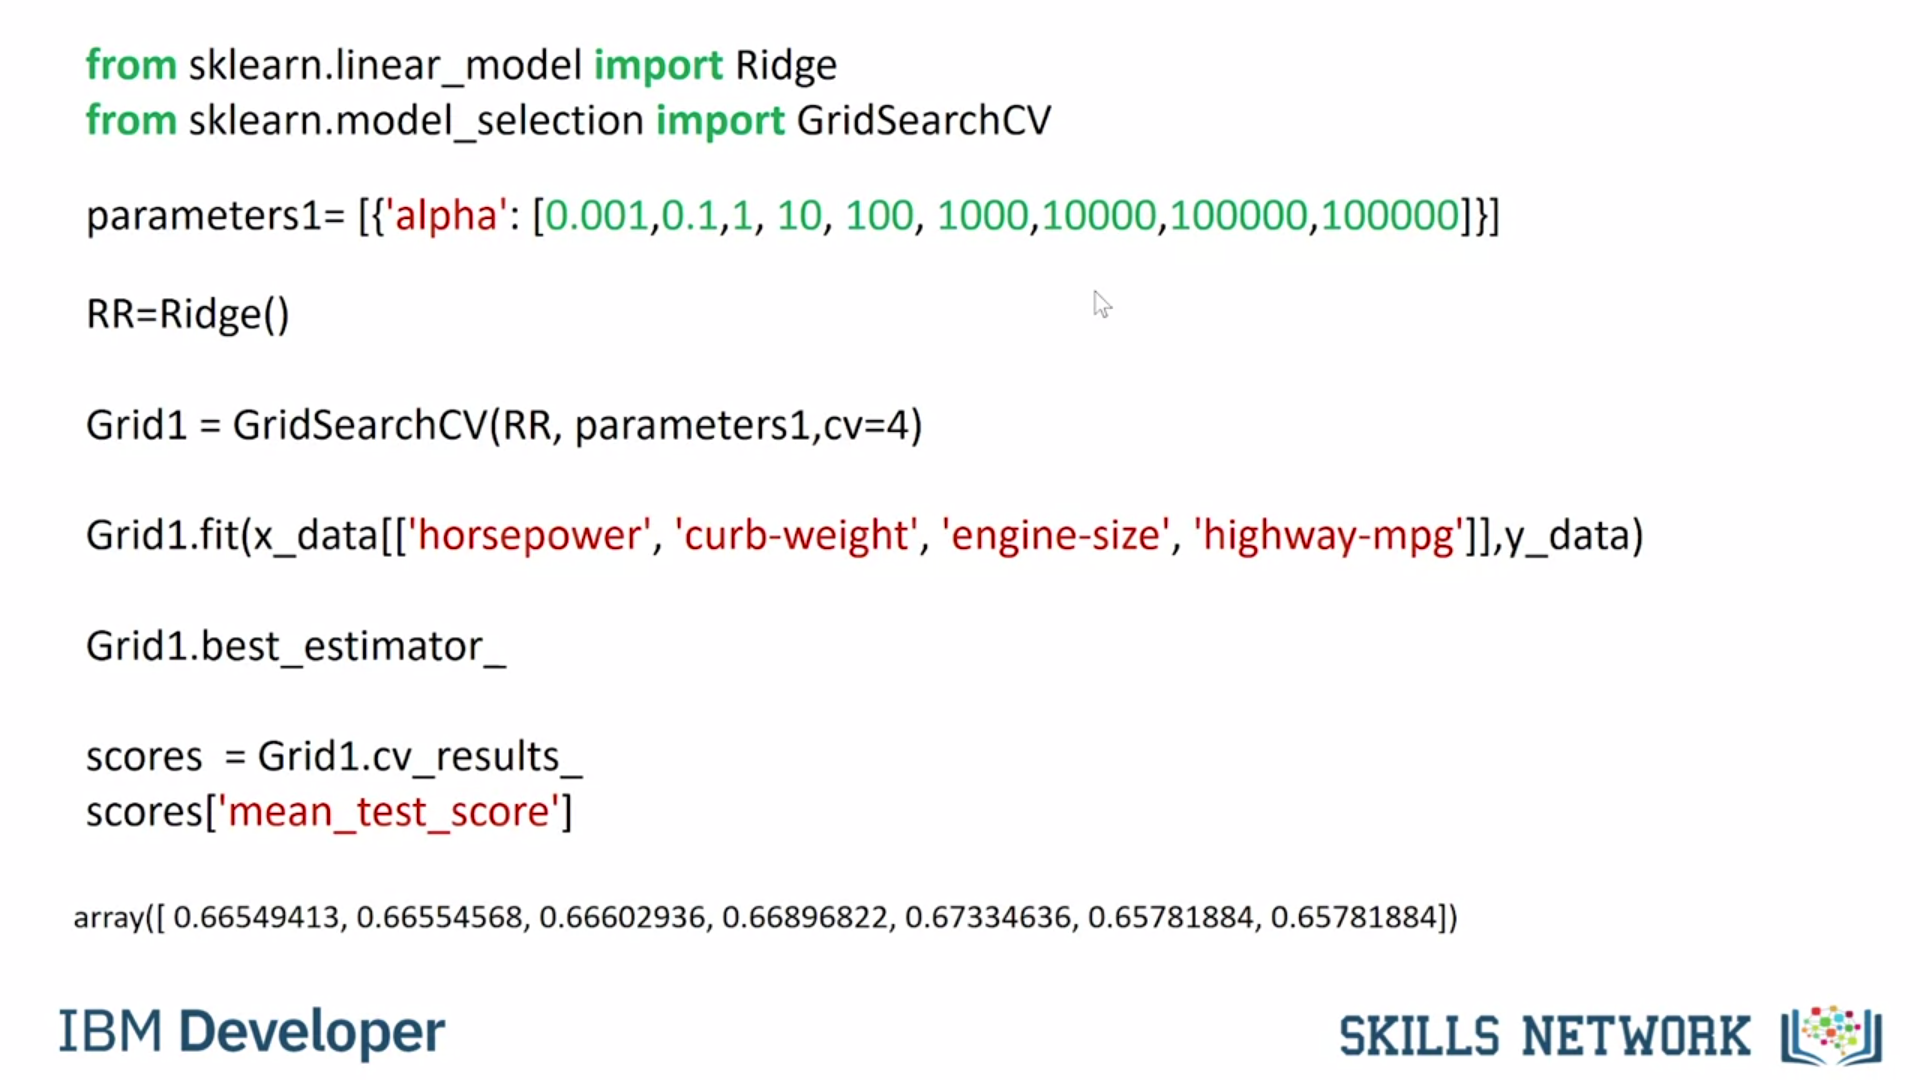 from sklearn.linear_model import Ridge
from sklearn.model_selection import GridSearchCV
parameters1= [{'alpha': [0.001,0.1,1, 10, 100, 1000,10000,100000,100000]}]
RR=Ridge()
Grid1 = GridSearchCV(RR, parameters1,cv=4)
Grid1.fit(x_data[['horsepower', 'curb-weight', 'engine-size', 'highway-mpg']],y_data)
Grid1.best_estimator_
scores  = Grid1.cv_results_
scores['mean_test_score']
array([ 0.66549413, 0.66554568, 0.66602936, 0.66896822, 0.67334636, 0.65781884, 0.65781884])
IBM Developer
SKILLS NETWORK